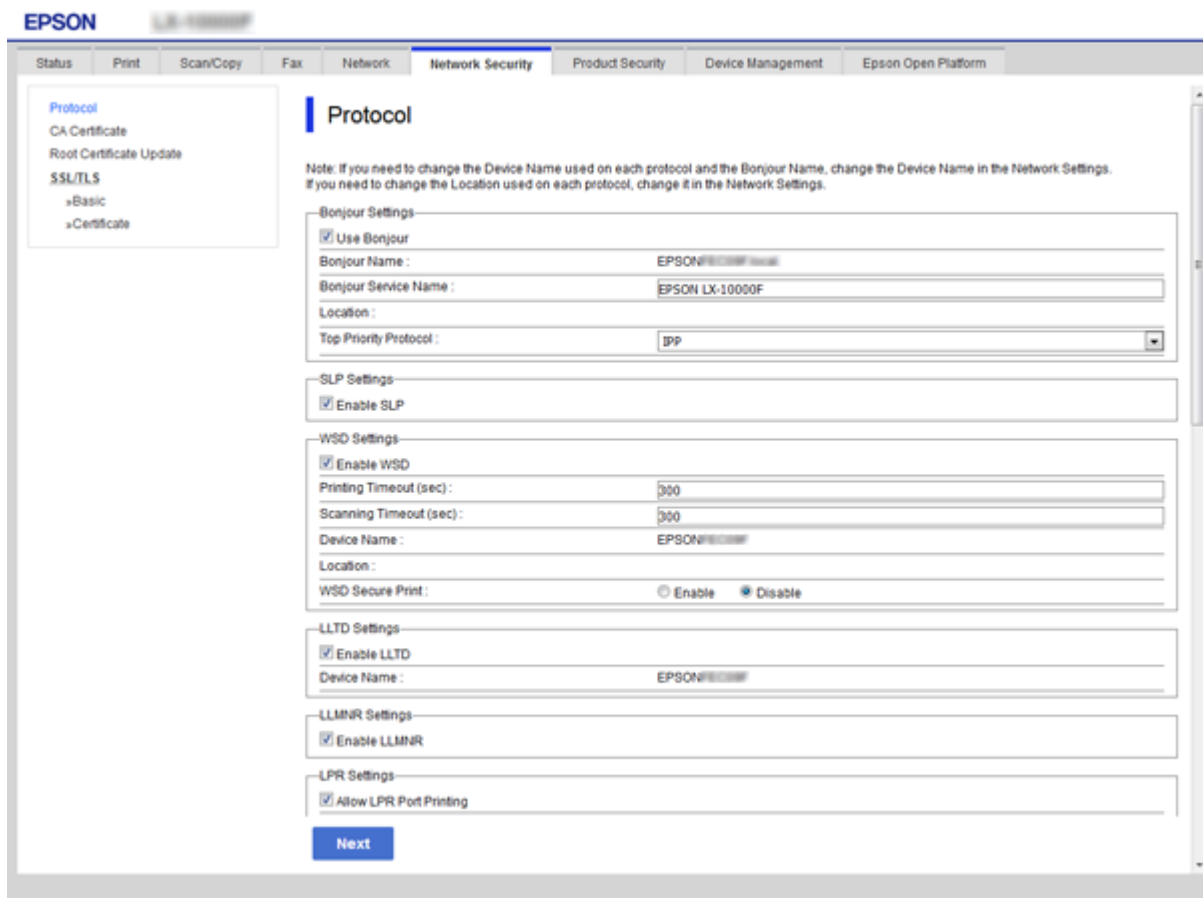 EPSON
Status Print Scan/Copy Fax Network Network Security Product Security Device Management Epson Open Platform
Protocol
CA Certificate
Root Certificate Update
SSL/TLS
»Basic
»Certificate
Protocol
Note: If you need to change the Device Name used on each protocol and the Bonjour Name, change the Device Name in the Network Settings.
If you need to change the Location used on each protocol, change it in the Network Settings.
Bonjour Settings
Use Bonjour
Bonjour Name : EPSON
Bonjour Service Name : EPSON LX-10000F
Location :
Top Priority Protocol : IPP
SLP Settings
Enable SLP
WSD Settings
Enable WSD
Printing Timeout (sec) : 300
Scanning Timeout (sec) : 300
Device Name : EPSON
Location :
WSD Secure Print : Enable Disable
LLTD Settings
Enable LLTD
Device Name : EPSON
LLMNR Settings
Enable LLMNR
LPR Settings
Allow LPR Port Printing
Next